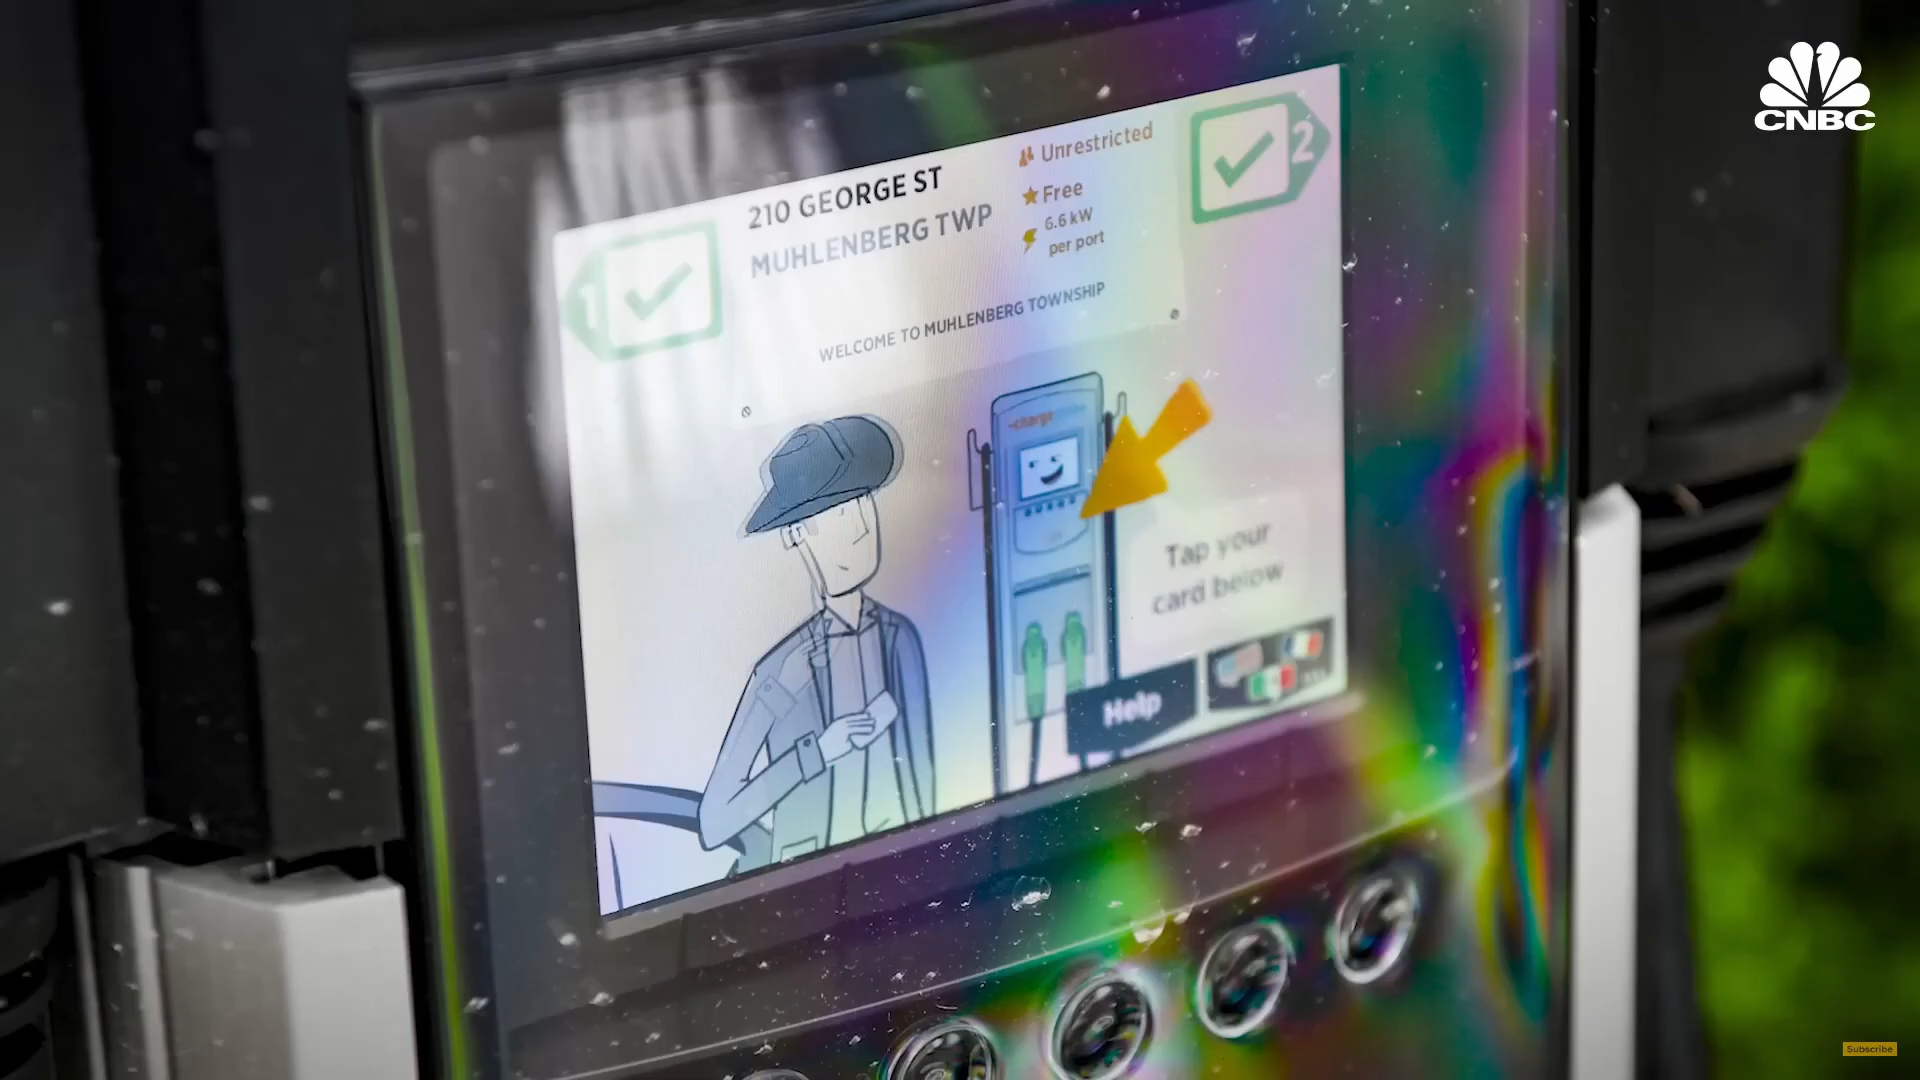 CNBC
210 GEORGE ST
MUHLENBERG TWP
Unrestricted
Free
6.6 kW
per port
1
2
WELCOME TO MUHLENBERG TOWNSHIP
Tap your
card below
Help
Subscribe